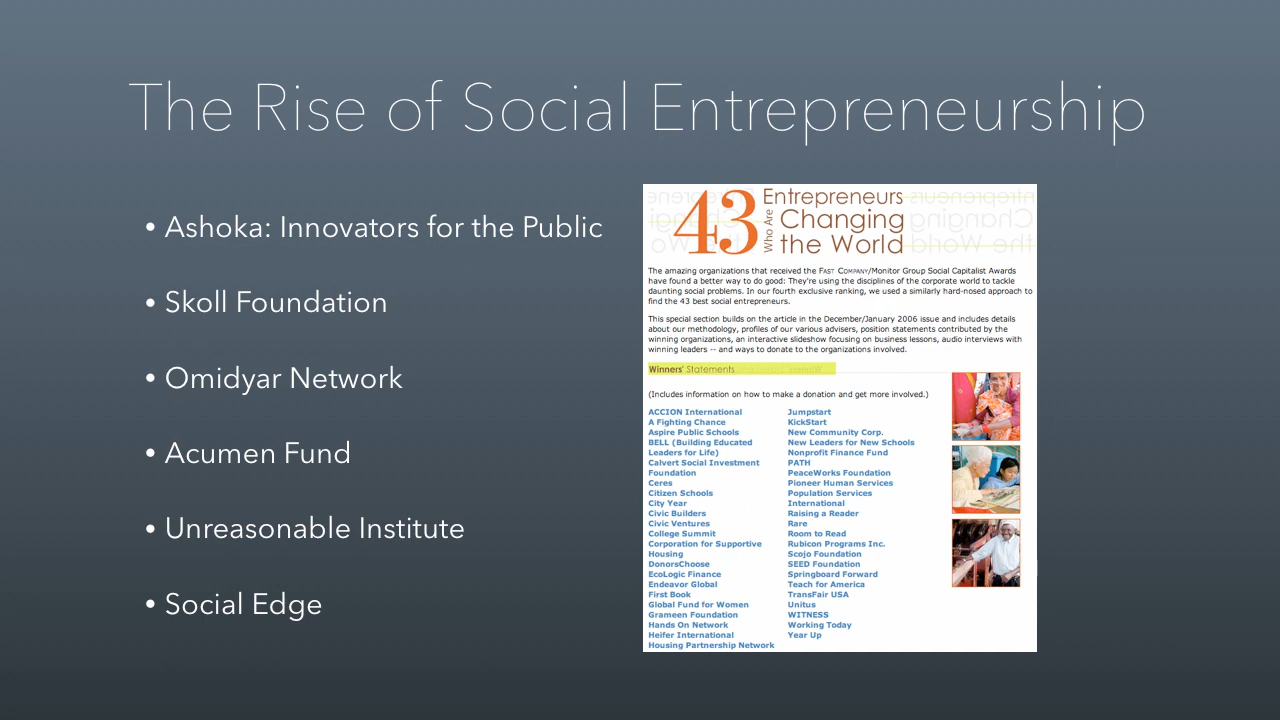 The Rise of Social Entrepreneurship
• Ashoka: Innovators for the Public
• Skoll Foundation
• Omidyar Network
• Acumen Fund
• Unreasonable Institute
• Social Edge
43 Entrepreneurs
Who Are Changing
the World
The amazing organizations that received the FAST COMPANY/Monitor Group Social Capitalist Awards
have found a better way to do good: They're using the disciplines of the corporate world to tackle
daunting social problems. In our fourth exclusive ranking, we used a similarly hard-nosed approach to
find the 43 best social entrepreneurs.
This special section builds on the article in the December/January 2006 issue and includes details
about our methodology, profiles of our various advisers, position statements contributed by the
winning organizations, an interactive slideshow focusing on business lessons, audio interviews with
winning leaders -- and ways to donate to the organizations involved.
Winners' Statements
(Includes information on how to make a donation and get more involved.)
ACCION International
A Fighting Chance
Aspire Public Schools
BELL (Building Educated
Leaders for Life)
Calvert Social Investment
Foundation
Ceres
Citizen Schools
City Year
Civic Builders
Civic Ventures
College Summit
Corporation for Supportive
Housing
DonorsChoose
EcoLogic Finance
Endeavor Global
First Book
Global Fund for Women
Grameen Foundation
Hands On Network
Heifer International
Housing Partnership Network
Jumpstart
KickStart
New Community Corp.
New Leaders for New Schools
Nonprofit Finance Fund
PATH
PeaceWorks Foundation
Pioneer Human Services
Population Services
International
Raising a Reader
Rare
Room to Read
Rubicon Programs Inc.
Scojo Foundation
SEED Foundation
Springboard Forward
Teach for America
TransFair USA
Unitus
WITNESS
Working Today
Year Up